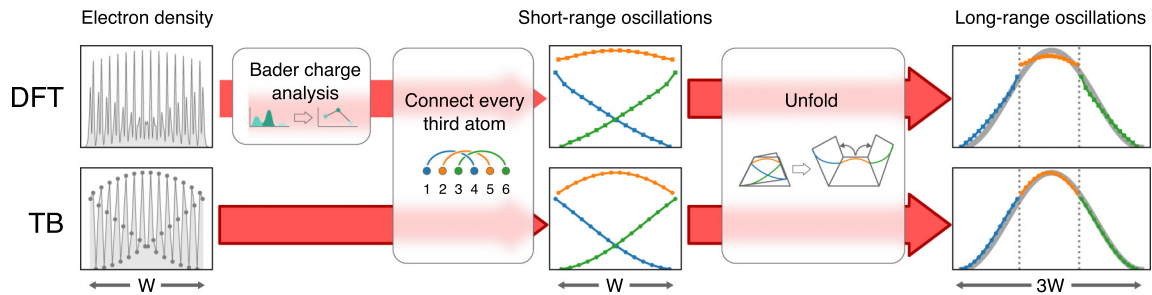 Electron density
Short-range oscillations
Long-range oscillations
DFT
Bader charge
analysis
Connect every
third atom
1 2 3 4 5 6
Unfold
TB
W
W
3W